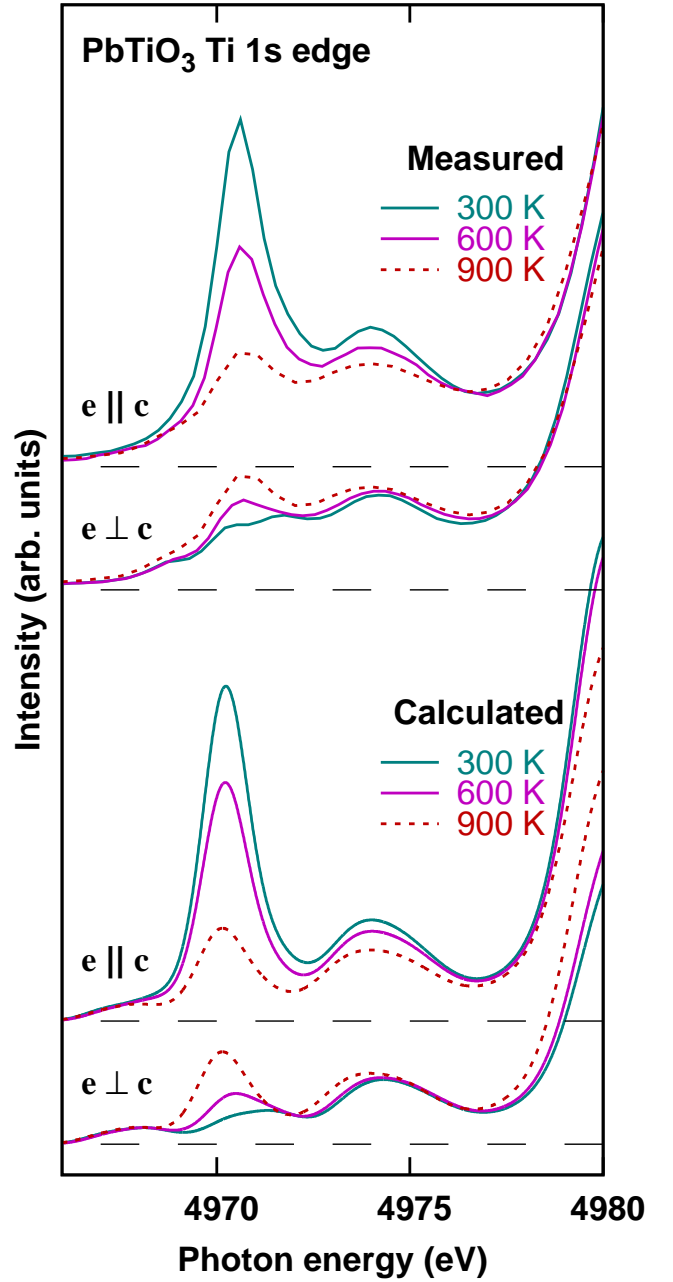 PbTiO3 Ti 1s edge
Measured
300 K
600 K
900 K
e || c
e ⊥ c
Intensity (arb. units)
Calculated
300 K
600 K
900 K
e || c
e ⊥ c
4970 4975 4980
Photon energy (eV)